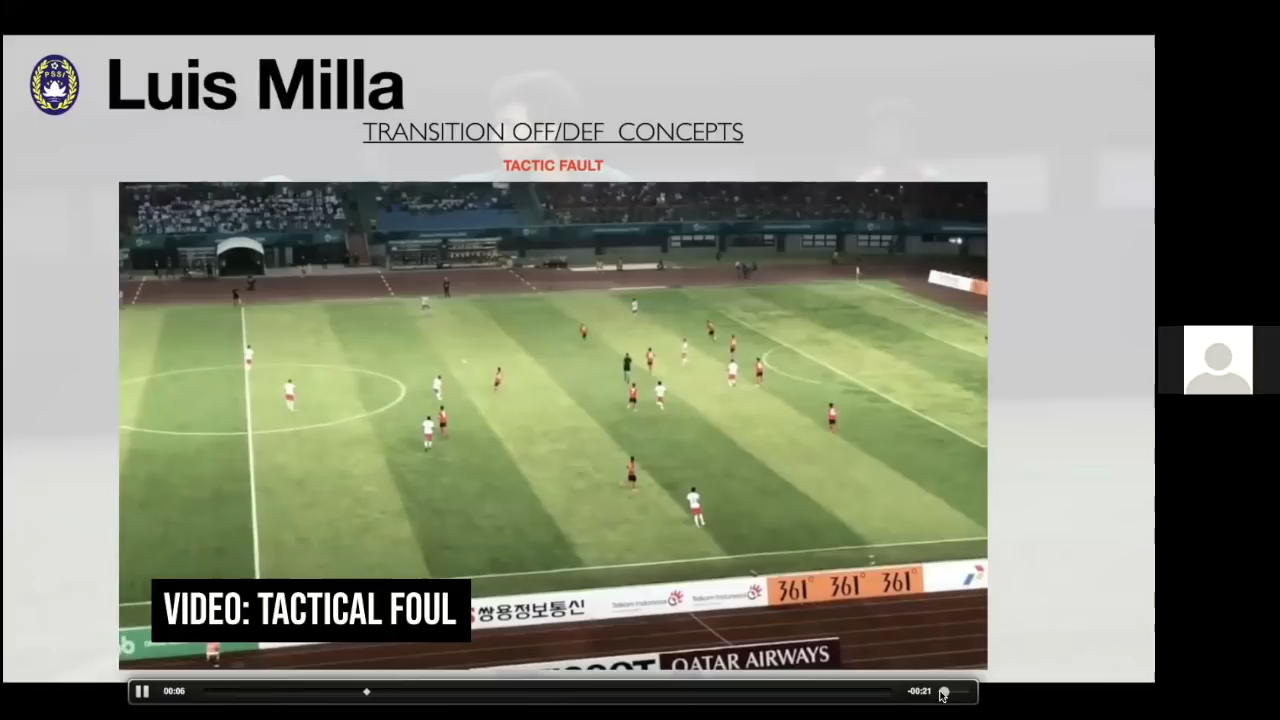 PSSI
Luis Milla
TRANSITION OFF/DEF CONCEPTS
TACTIC FAULT
361° 361° 361°
Telkom Indonesia Telkom Indonesia
쌍용정보통신
VIDEO: TACTICAL FOUL
QATAR AIRWAYS
00:06
-00:21